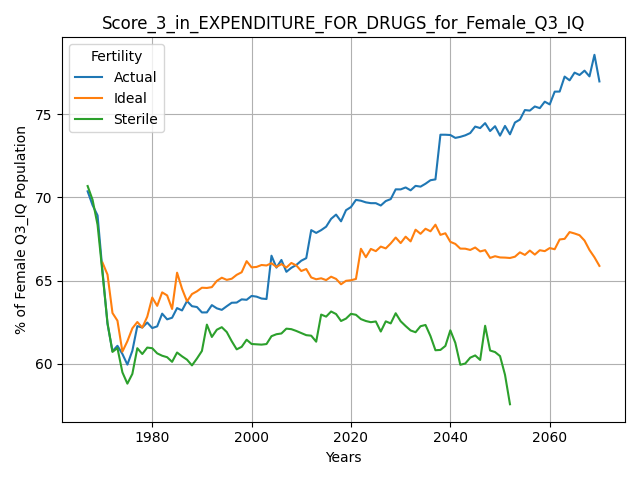 Score_3_in_EXPENDITURE_FOR_DRUGS_for_Female_Q3_IQ
Fertility
Actual
Ideal
Sterile
% of Female Q3_IQ Population
75
70
65
60
1980
2000
2020
2040
2060
Years